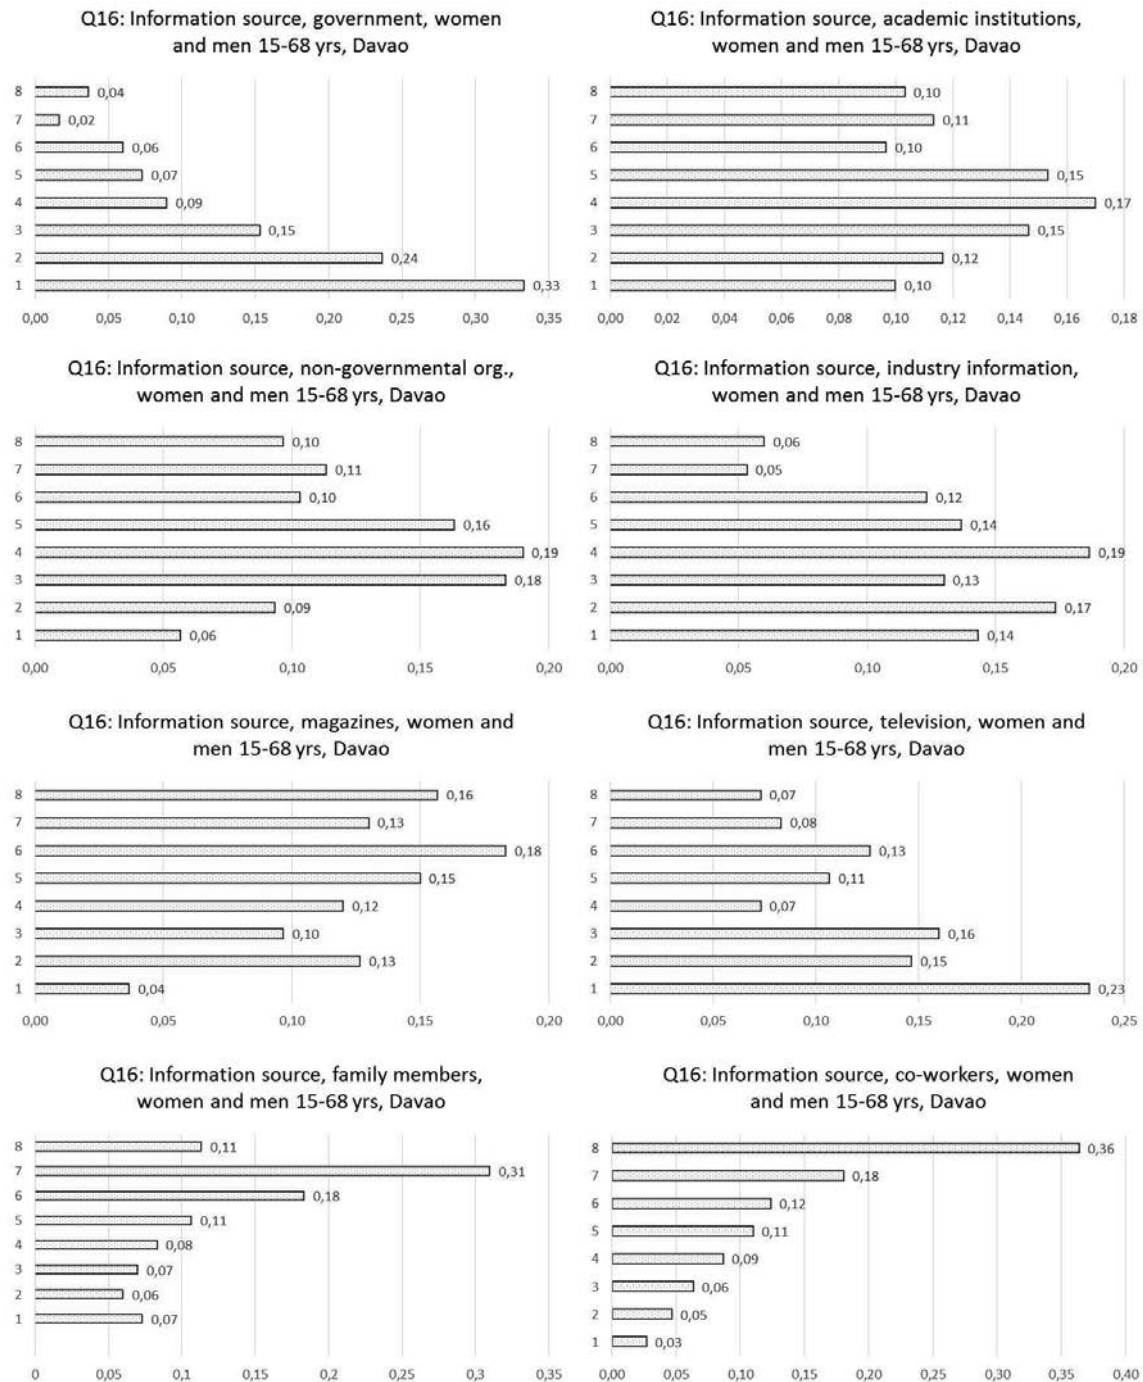 Q16: Information source, government, women
and men 15-68 yrs, Davao
8 0,04
7 0,02
6 0,06
5 0,07
4 0,09
3 0,15
2 0,24
1 0,33
0,00 0,05 0,10 0,15 0,20 0,25 0,30 0,35
Q16: Information source, academic institutions,
women and men 15-68 yrs, Davao
8 0,10
7 0,11
6 0,10
5 0,15
4 0,17
3 0,15
2 0,12
1 0,10
0,00 0,02 0,04 0,06 0,08 0,10 0,12 0,14 0,16 0,18
Q16: Information source, non-governmental org.,
women and men 15-68 yrs, Davao
8 0,10
7 0,11
6 0,10
5 0,16
4 0,19
3 0,18
2 0,09
1 0,06
0,00 0,05 0,10 0,15 0,20
Q16: Information source, industry information,
women and men 15-68 yrs, Davao
8 0,06
7 0,05
6 0,12
5 0,14
4 0,19
3 0,13
2 0,17
1 0,14
0,00 0,05 0,10 0,15 0,20
Q16: Information source, magazines, women and
men 15-68 yrs, Davao
8 0,16
7 0,13
6 0,18
5 0,15
4 0,12
3 0,10
2 0,13
1 0,04
0,00 0,05 0,10 0,15 0,20
Q16: Information source, television, women and
men 15-68 yrs, Davao
8 0,07
7 0,08
6 0,13
5 0,11
4 0,07
3 0,16
2 0,15
1 0,23
0,00 0,05 0,10 0,15 0,20 0,25
Q16: Information source, family members,
women and men 15-68 yrs, Davao
8 0,11
7 0,31
6 0,18
5 0,11
4 0,08
3 0,07
2 0,06
1 0,07
0 0,05 0,1 0,15 0,2 0,25 0,3 0,35
Q16: Information source, co-workers, women
and men 15-68 yrs, Davao
8 0,36
7 0,18
6 0,12
5 0,11
4 0,09
3 0,06
2 0,05
1 0,03
0,00 0,05 0,10 0,15 0,20 0,25 0,30 0,35 0,40